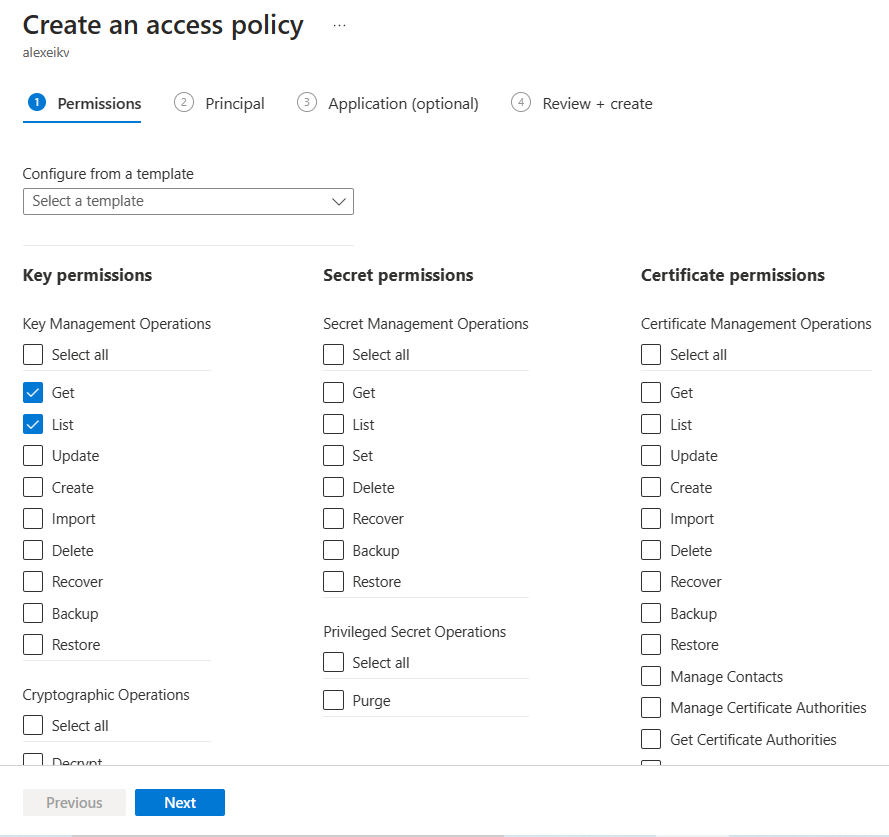 Create an access policy ...
alexeikv
1 Permissions 2 Principal 3 Application (optional) 4 Review + create
Configure from a template
Select a template
Key permissions
Key Management Operations
Select all
Get
List
Update
Create
Import
Delete
Recover
Backup
Restore
Cryptographic Operations
Select all
Decrypt
Secret permissions
Secret Management Operations
Select all
Get
List
Set
Delete
Recover
Backup
Restore
Privileged Secret Operations
Select all
Purge
Certificate permissions
Certificate Management Operations
Select all
Get
List
Update
Create
Import
Delete
Recover
Backup
Restore
Manage Contacts
Manage Certificate Authorities
Get Certificate Authorities
Previous Next